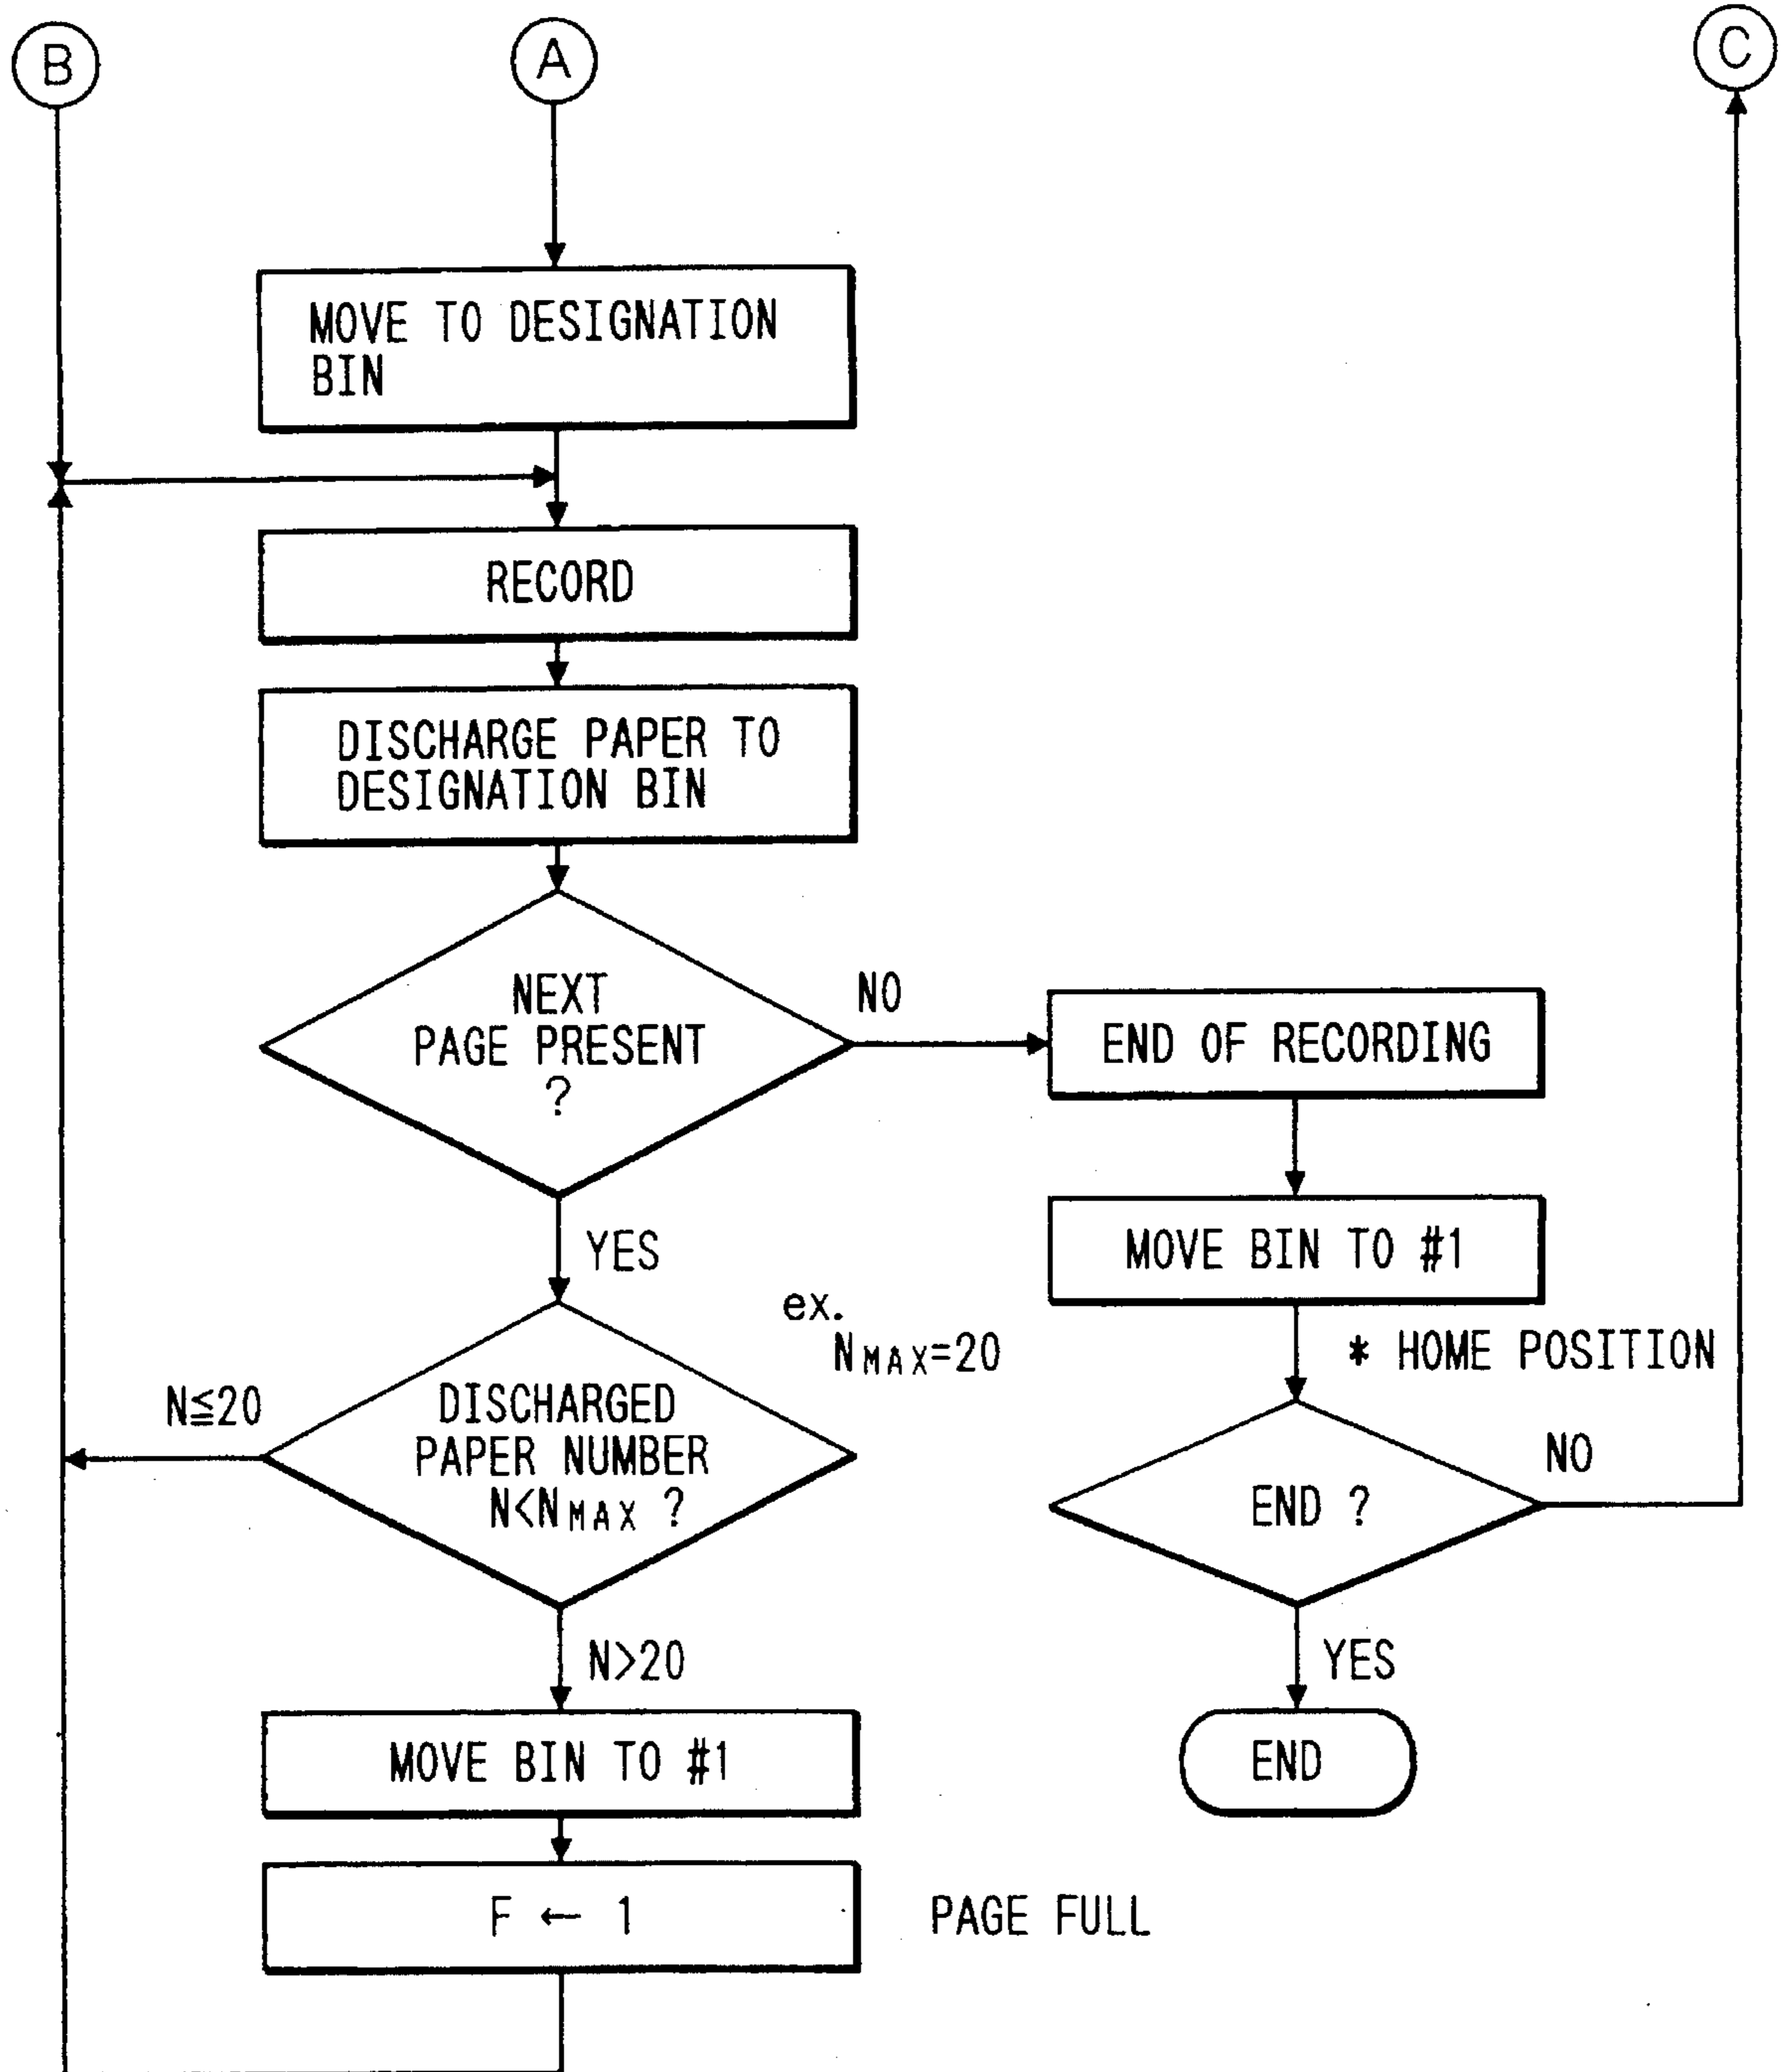 B
A
C
MOVE TO DESIGNATION
BIN
RECORD
DISCHARGE PAPER TO
DESIGNATION BIN
NEXT
PAGE PRESENT
?
NO
END OF RECORDING
YES
MOVE BIN TO #1
ex.
NMAX=20
* HOME POSITION
N≦20
DISCHARGED
PAPER NUMBER
N<NMAX ?
NO
END ?
N>20
YES
MOVE BIN TO #1
END
F ← 1
PAGE FULL